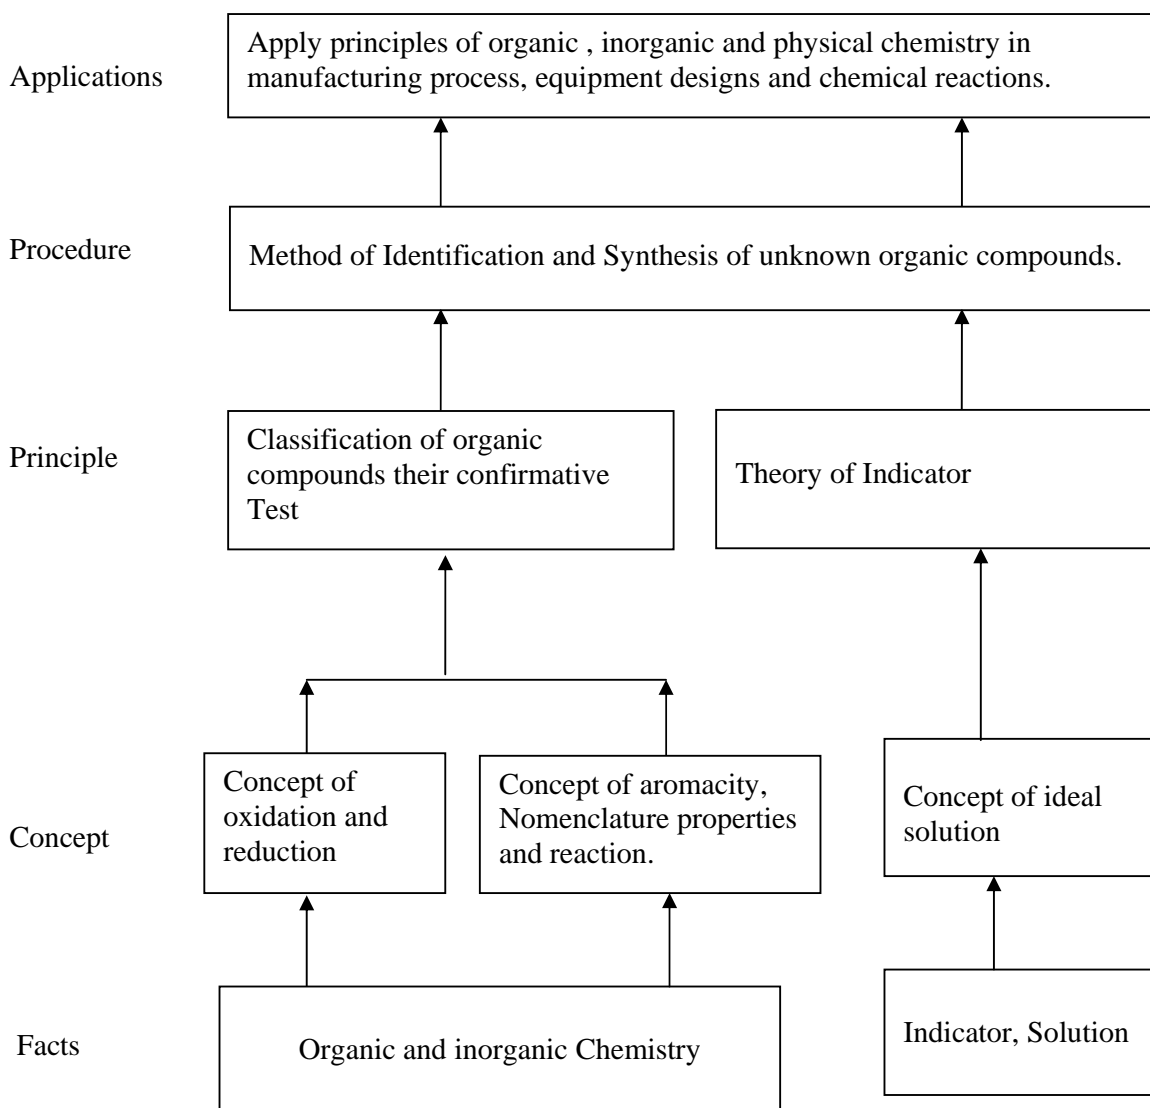 Applications
Apply principles of organic , inorganic and physical chemistry in
manufacturing process, equipment designs and chemical reactions.
Procedure
Method of Identification and Synthesis of unknown organic compounds.
Principle
Classification of organic
compounds their confirmative
Test
Theory of Indicator
Concept
Concept of
oxidation and
reduction
Concept of aromacity,
Nomenclature properties
and reaction.
Concept of ideal
solution
Facts
Organic and inorganic Chemistry
Indicator, Solution